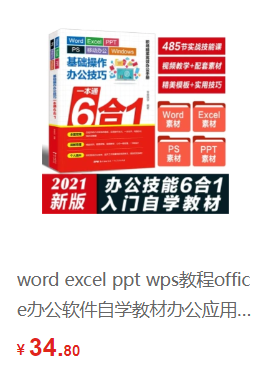 Word Excel PPT
PS 移动办公 Windows
基础操作
办公技巧
一本通
6合1
485节实战技能课
视频教学+配套素材
精美模板+实用技巧
Word
素材
Excel
素材
PS
素材
PPT
素材
2021
新版
办公技能6合1
入门自学教材
word excel ppt wps教程offic
e办公软件自学教材办公应用...
¥ 34.80